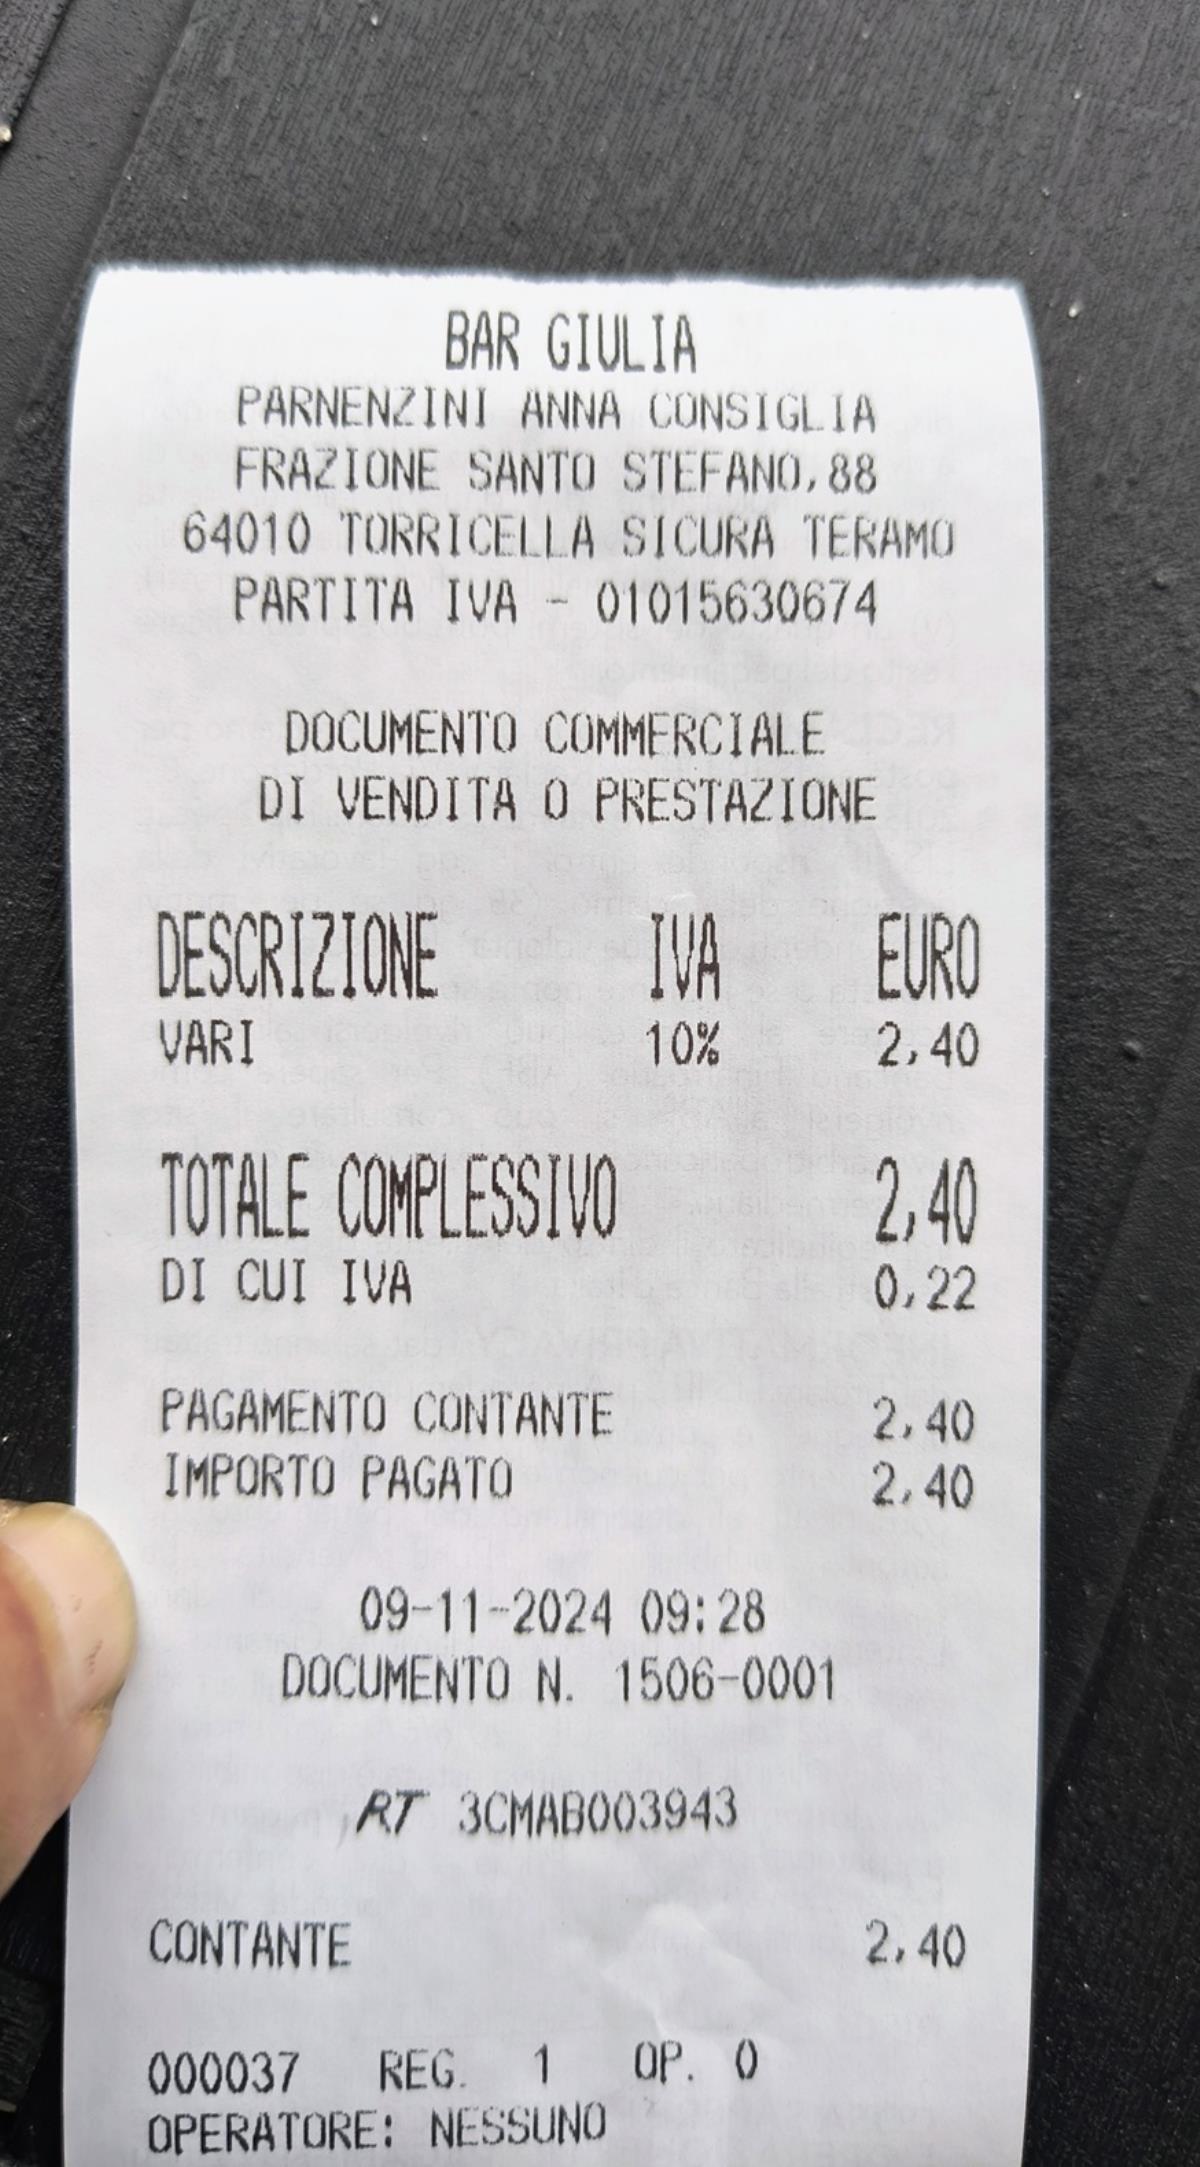 BAR GIULIA
PARNENZINI ANNA CONSIGLIA
FRAZIONE SANTO STEFANO,88
64010 TORRICELLA SICURA TERAMO
PARTITA IVA - 01015630674
DOCUMENTO COMMERCIALE
DI VENDITA O PRESTAZIONE
DESCRIZIONE IVA EURO
VARI 10% 2,40
TOTALE COMPLESSIVO 2,40
DI CUI IVA 0,22
PAGAMENTO CONTANTE 2,40
IMPORTO PAGATO 2,40
09-11-2024 09:28
DOCUMENTO N. 1506-0001
RT 3CMAB003943
CONTANTE 2,40
000037 REG. 1 OP. 0
OPERATORE: NESSUNO